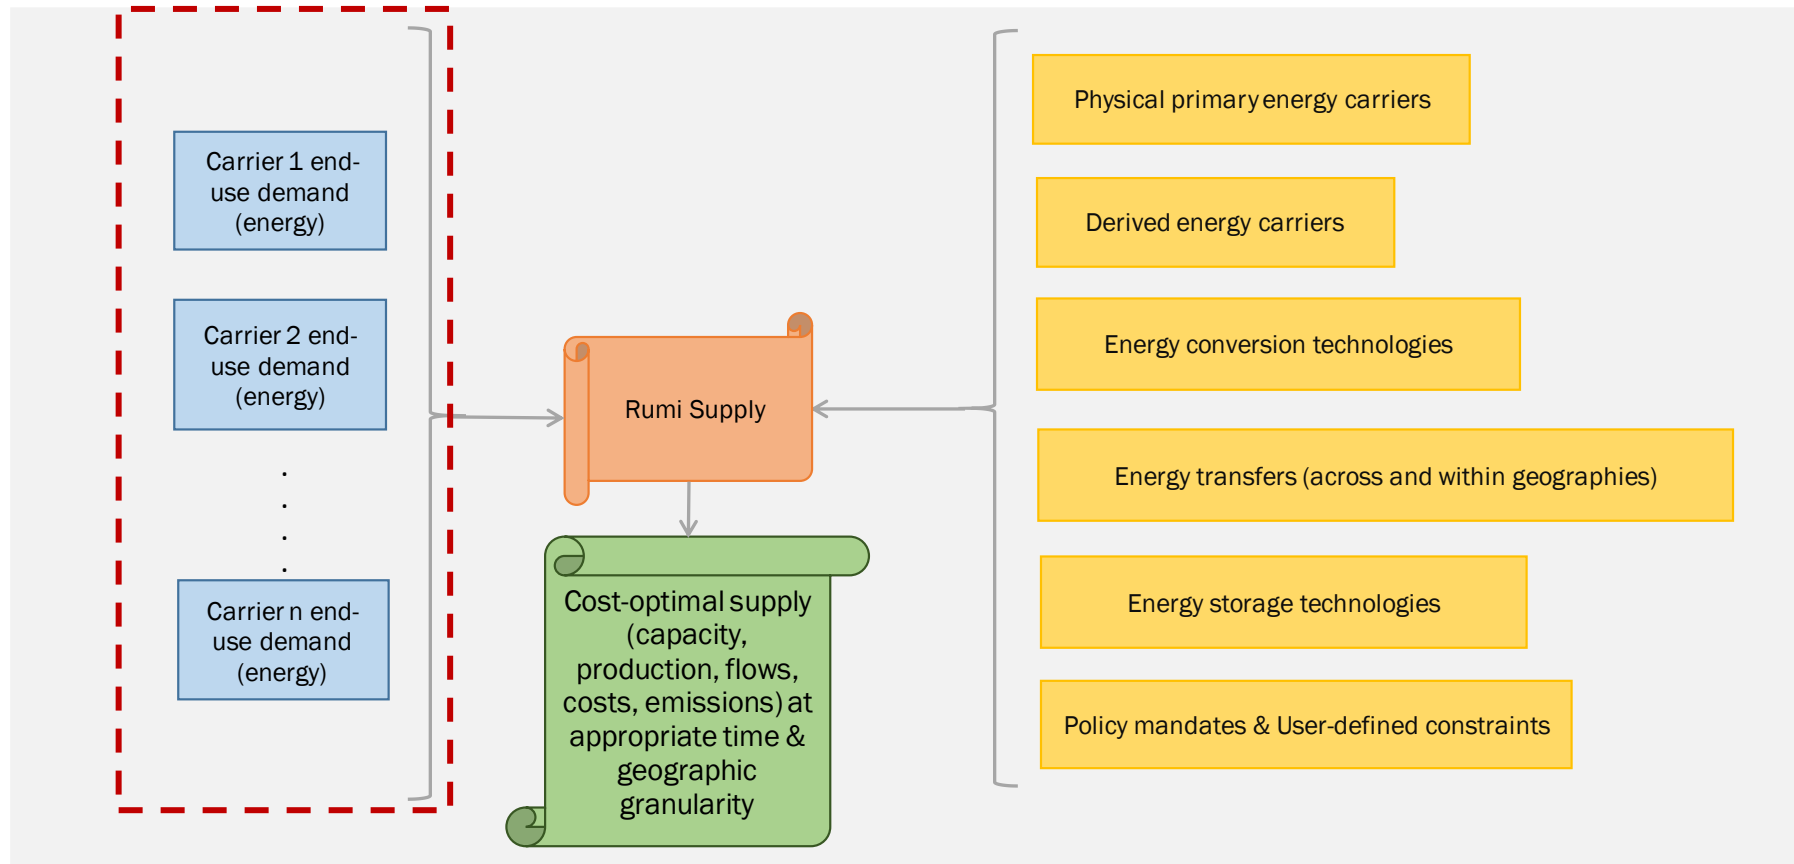 Carrier 1 end-
use demand
(energy)
Carrier 2 end-
use demand
(energy)
.
.
.
.
Carrier n end-
use demand
(energy)
Rumi Supply
Cost-optimal supply
(capacity,
production, flows,
costs, emissions) at
appropriate time &
geographic
granularity
Physical primary energy carriers
Derived energy carriers
Energy conversion technologies
Energy transfers (across and within geographies)
Energy storage technologies
Policy mandates & User-defined constraints